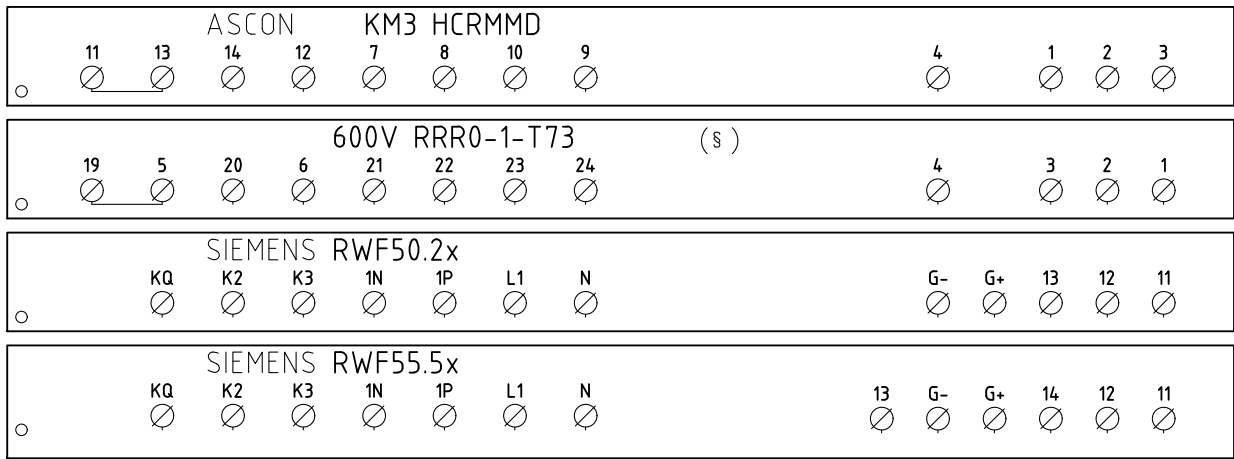 ASCON KM3 HCRMMD
11 13 14 12 7 8 10 9 4 1 2 3
600V RRR0-1-T73 (§)
19 5 20 6 21 22 23 24 4 3 2 1
SIEMENS RWF50.2x
KQ K2 K3 1N 1P L1 N G- G+ 13 12 11
SIEMENS RWF55.5x
KQ K2 K3 1N 1P L1 N 13 G- G+ 14 12 11